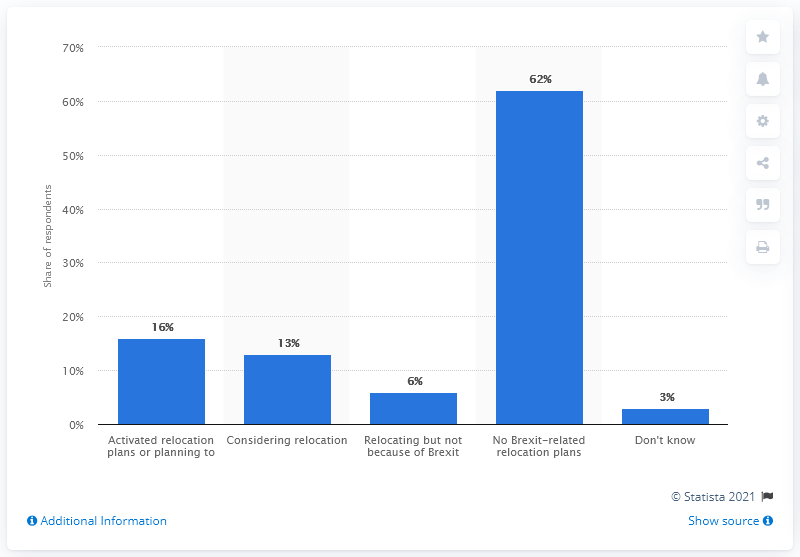 70%
60%
50%
40%
30%
20%
10%
0%
Share of respondents
16%
13%
6%
62%
3%
Activated relocation
plans or planning to
Considering relocation
Relocating but not
because of Brexit
No Brexit-related
relocation plans
Don't know
© Statista 2021
Additional Information
Show source